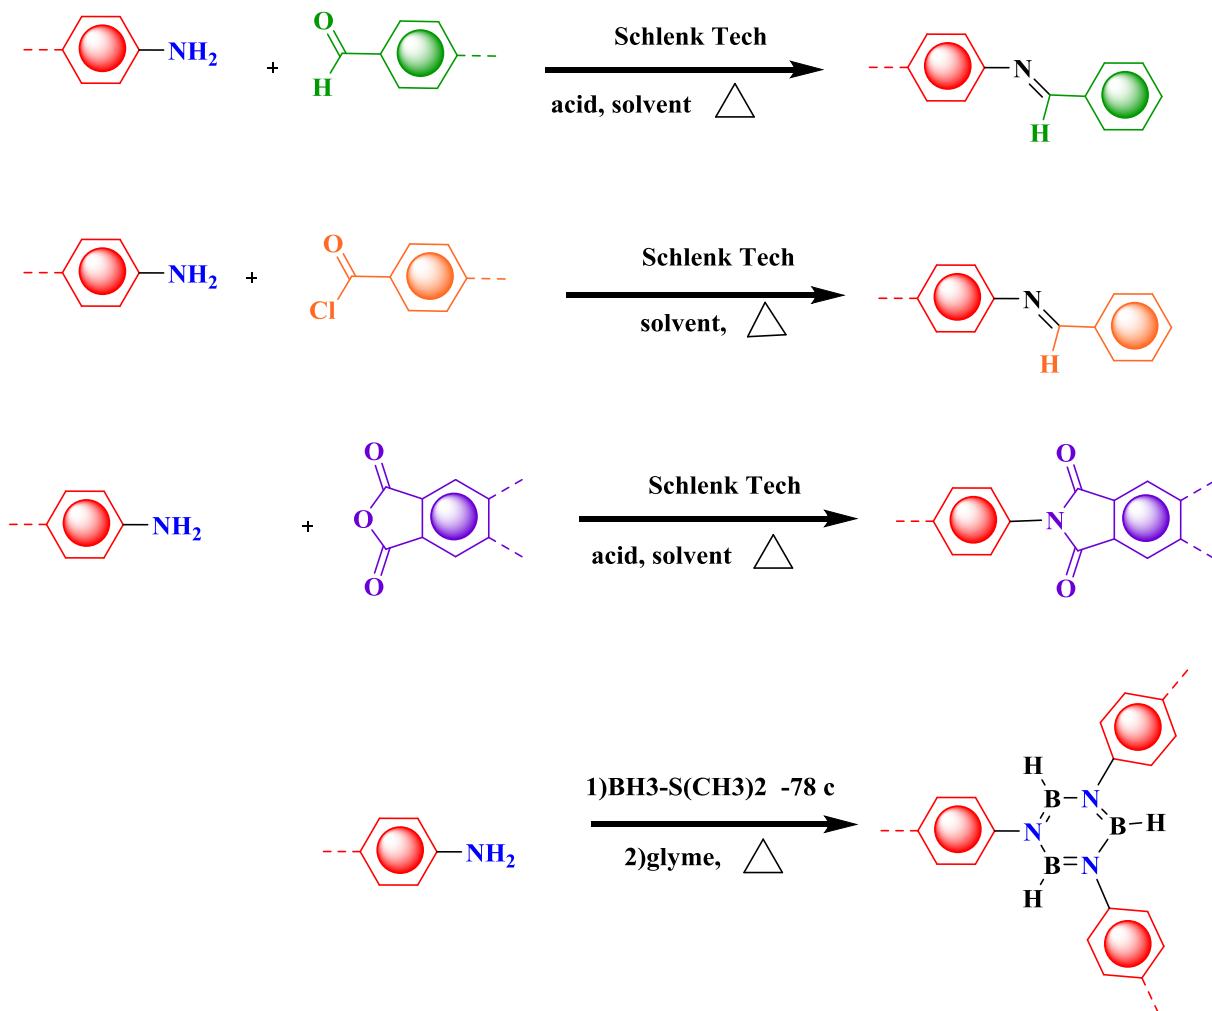 NH2 + O H Schlenk Tech N H
acid, solvent
NH2 + O Cl Schlenk Tech N H
solvent,
NH2 + O O O Schlenk Tech O N O
acid, solvent
NH2 1)BH3-S(CH3)2 -78 c H B N N B H B N H
2)glyme,